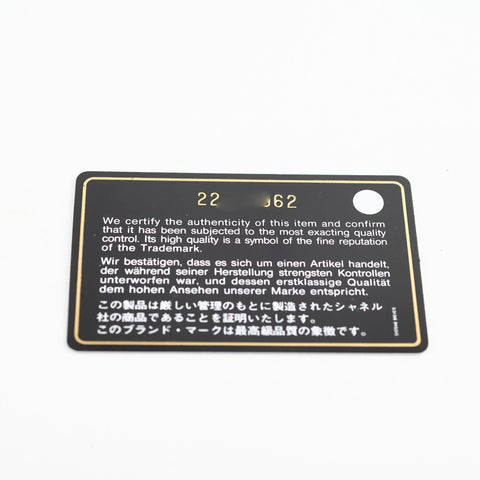 22 062
We certify the authenticity of this item and confirm
that it has been subjected to the most exacting quality
control. Its high quality is a symbol of the fine reputation
of the Trademark.
Wir bestätigen, dass es sich um einen Artikel handelt,
der während seiner Herstellung strengsten Kontrollen
unterworfen war, und dessen erstklassige Qualität
dem hohen Ansehen unserer Marke entspricht.
この製品は厳しい管理のもとに製造されたシャネル
社の商品であることを証明いたします。
このブランド・マークは最高級品質の象徴です。